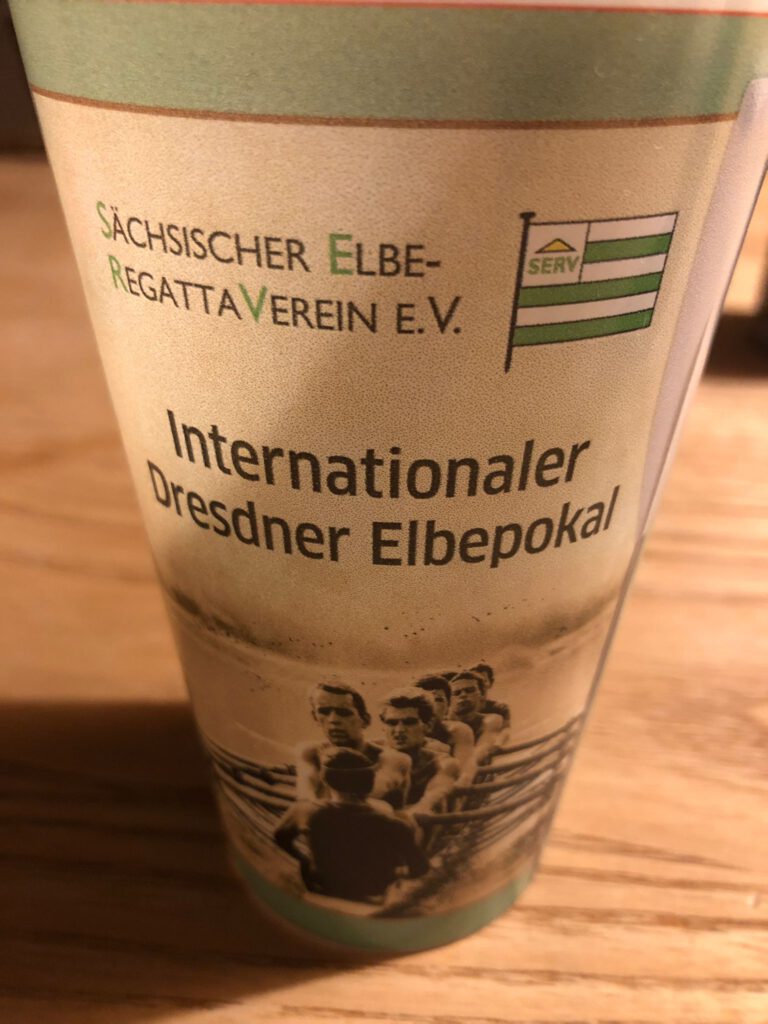 SÄCHSISCHER ELBE-
REGATTAVEREIN E.V.
SERV
Internationaler
Dresdner Elbepokal